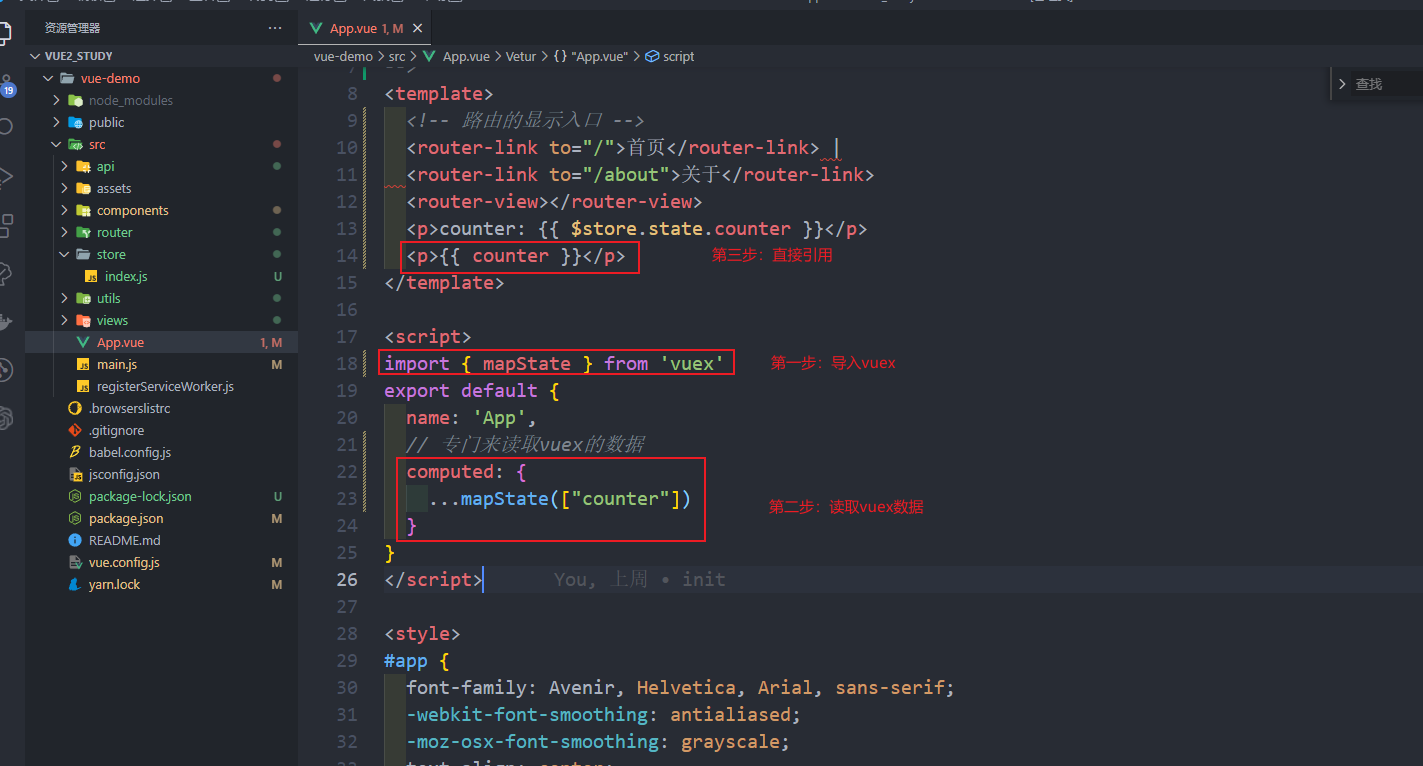 资源管理器
···
App.vue 1, M ×
VUE2_STUDY
vue-demo > src > App.vue > Vetur > {} "App.vue" > script
查找
19
vue-demo
node_modules
public
src
api
assets
components
router
store
index.js U
utils
views
App.vue 1, M
main.js M
registerServiceWorker.js
.browserslistrc
.gitignore
babel.config.js
jsconfig.json
package-lock.json U
package.json M
README.md
vue.config.js M
yarn.lock M
8 <template>
9 <!-- 路由的显示入口 -->
10 <router-link to="/">首页</router-link> |
11 <router-link to="/about">关于</router-link>
12 <router-view></router-view>
13 <p>counter: {{ $store.state.counter }}</p>
14 <p>{{ counter }}</p> 第三步：直接引用
15 </template>
16
17 <script>
18 import { mapState } from 'vuex' 第一步：导入vuex
19 export default {
20 name: 'App',
21 // 专门来读取vuex的数据
22 computed: {
23 ...mapState(["counter"]) 第二步：读取vuex数据
24 }
25 }
26 </script> You, 上周 • init
27
28 <style>
29 #app {
30 font-family: Avenir, Helvetica, Arial, sans-serif;
31 -webkit-font-smoothing: antialiased;
32 -moz-osx-font-smoothing: grayscale;